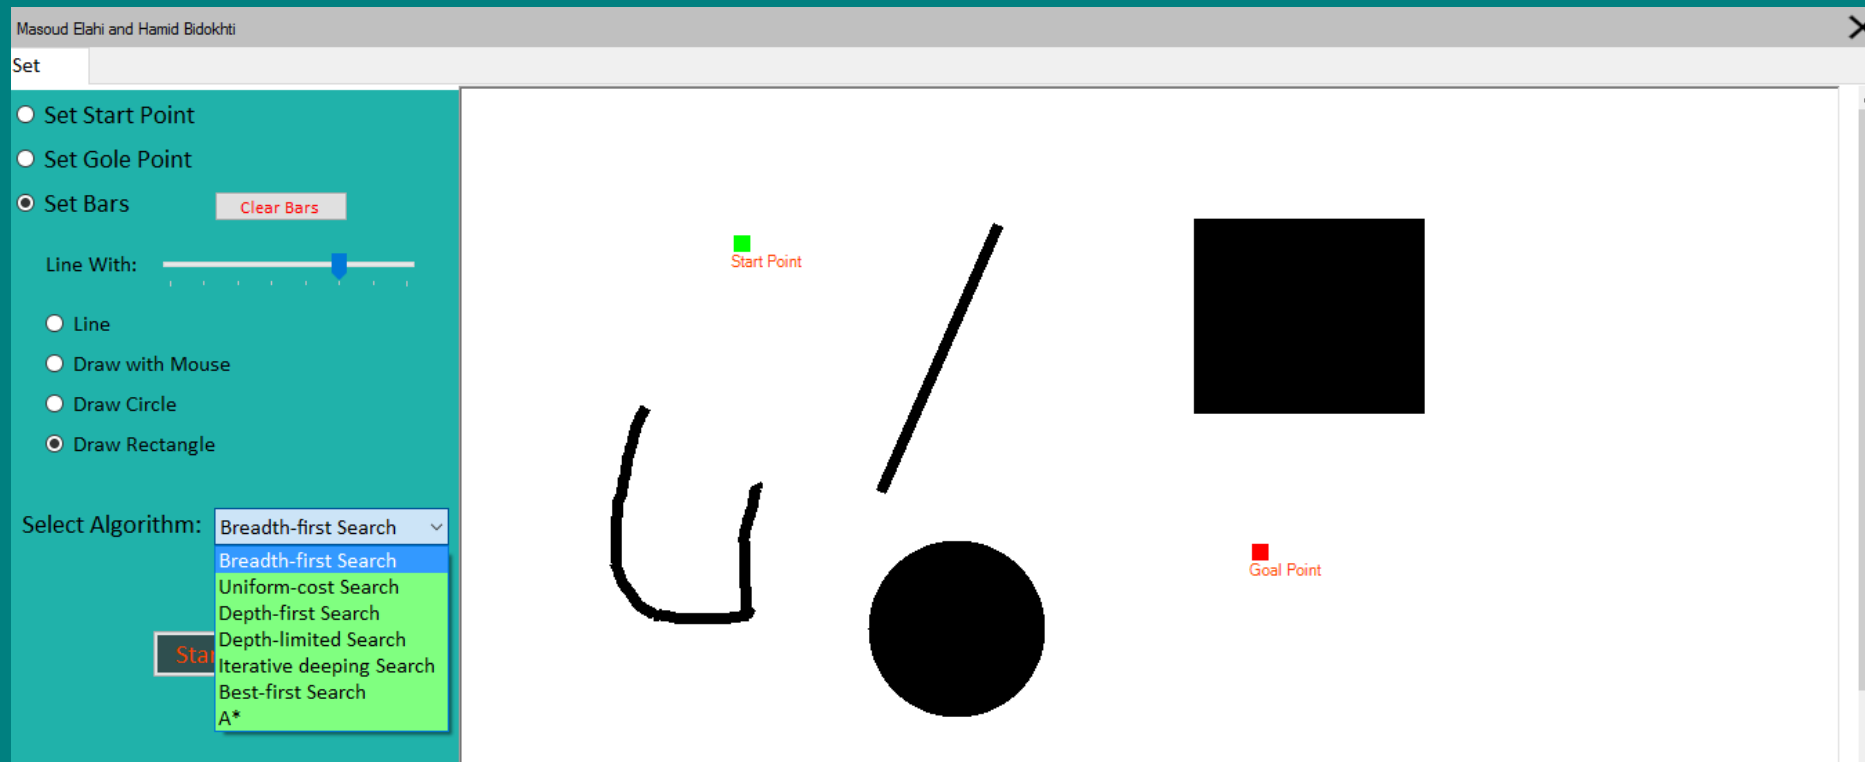 Masoud Elahi and Hamid Bidokhti
Set
Set Start Point
Set Gole Point
Set Bars
Clear Bars
Line With:
Line
Draw with Mouse
Draw Circle
Draw Rectangle
Select Algorithm:
Breadth-first Search
Breadth-first Search
Uniform-cost Search
Depth-first Search
Depth-limited Search
Iterative deeping Search
Best-first Search
A*
Start Point
Goal Point